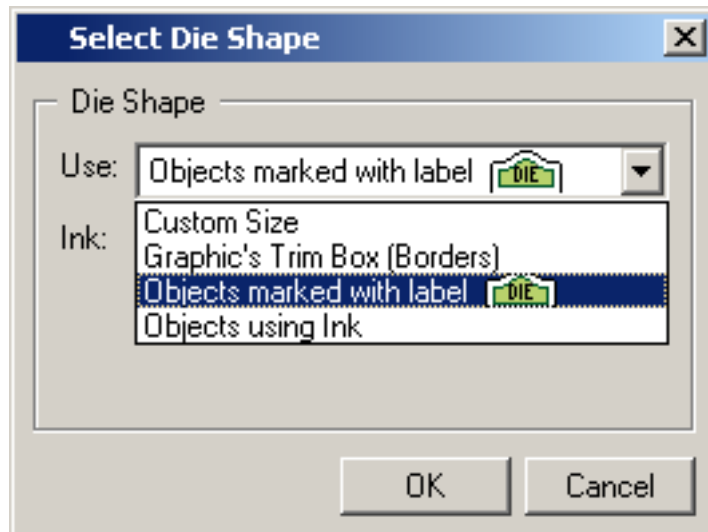 Select Die Shape
Die Shape
Use: Objects marked with label DIE
Ink:
Custom Size
Graphic's Trim Box (Borders)
Objects marked with label DIE
Objects using Ink
OK Cancel